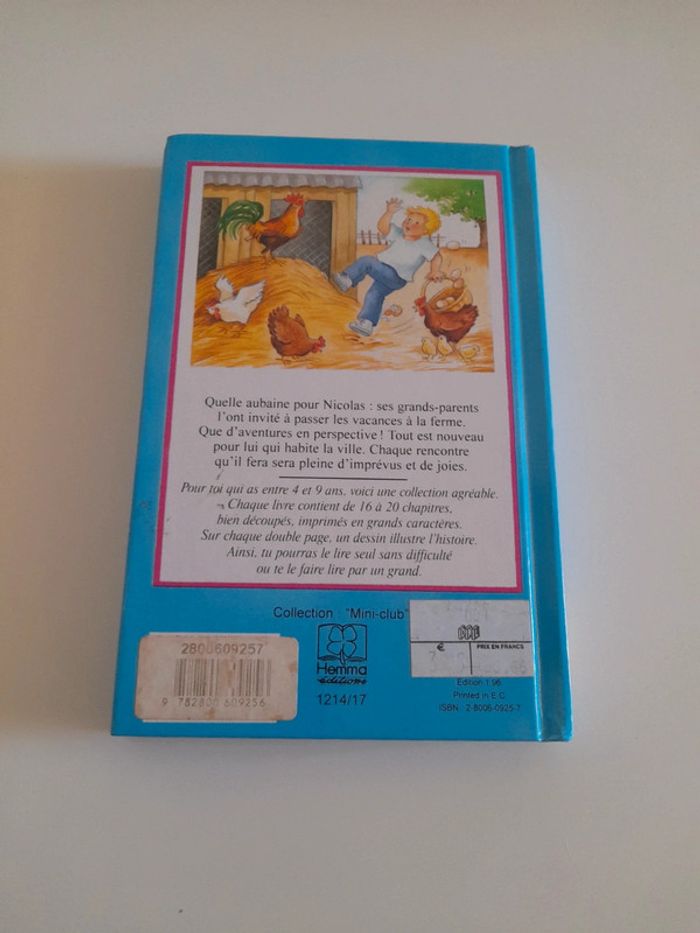 Quelle aubaine pour Nicolas : ses grands-parents
l'ont invité à passer les vacances à la ferme.
Que d'aventures en perspective ! Tout est nouveau
pour lui qui habite la ville. Chaque rencontre
qu'il fera sera pleine d'imprévus et de joies.
Pour toi qui as entre 4 et 9 ans, voici une collection agréable.
Chaque livre contient de 16 à 20 chapitres,
bien découpés, imprimés en grands caractères.
Sur chaque double page, un dessin illustre l'histoire.
Ainsi, tu pourras le lire seul sans difficulté
ou te le faire lire par un grand.
Collection : "Mini-club"
Hemma
éditions
1214/17
€
PRIX EN FRANCS
Edition 1.96
Printed in E.C.
ISBN : 2-8006-0925-7
2800609257
9 782800 609256